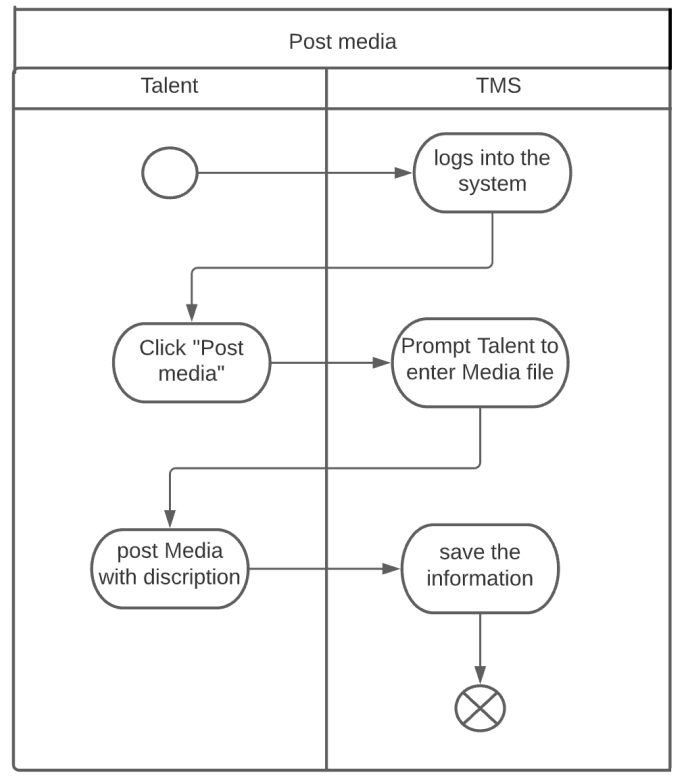 Post media
Talent
TMS
logs into the
system
Click "Post
media"
Prompt Talent to
enter Media file
post Media
with discription
save the
information